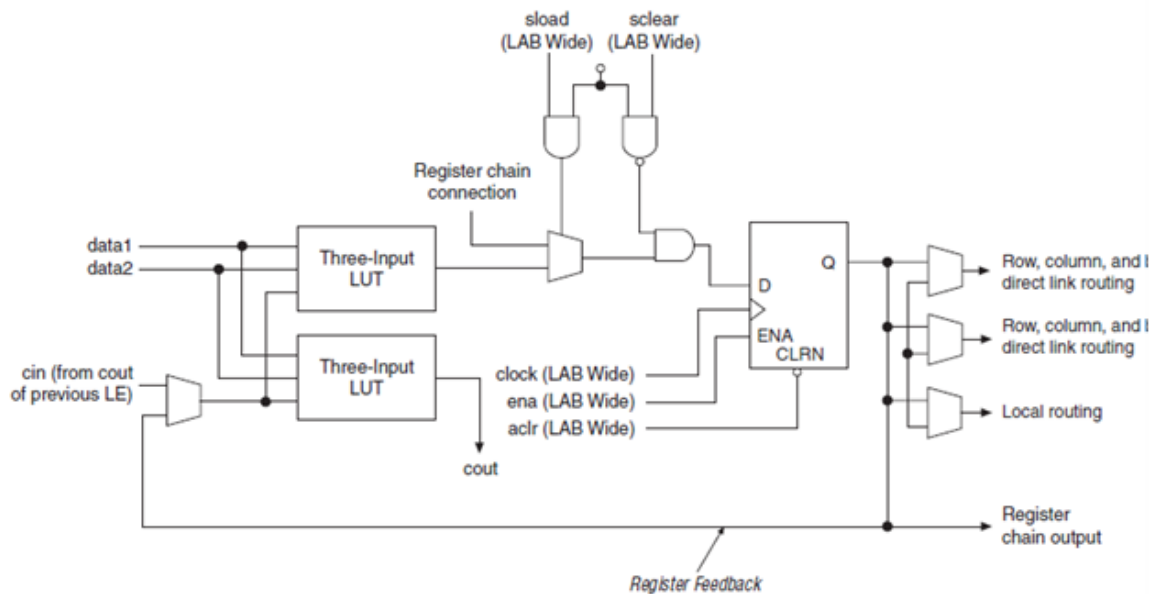 sload
(LAB Wide)
sclear
(LAB Wide)
Register chain
connection
data1
data2
Three-Input
LUT
Three-Input
LUT
cin (from cout
of previous LE)
cout
Q
D
ENA
CLRN
clock (LAB Wide)
ena (LAB Wide)
aclr (LAB Wide)
Row, column, and
direct link routing
Row, column, and
direct link routing
Local routing
Register
chain output
Register Feedback